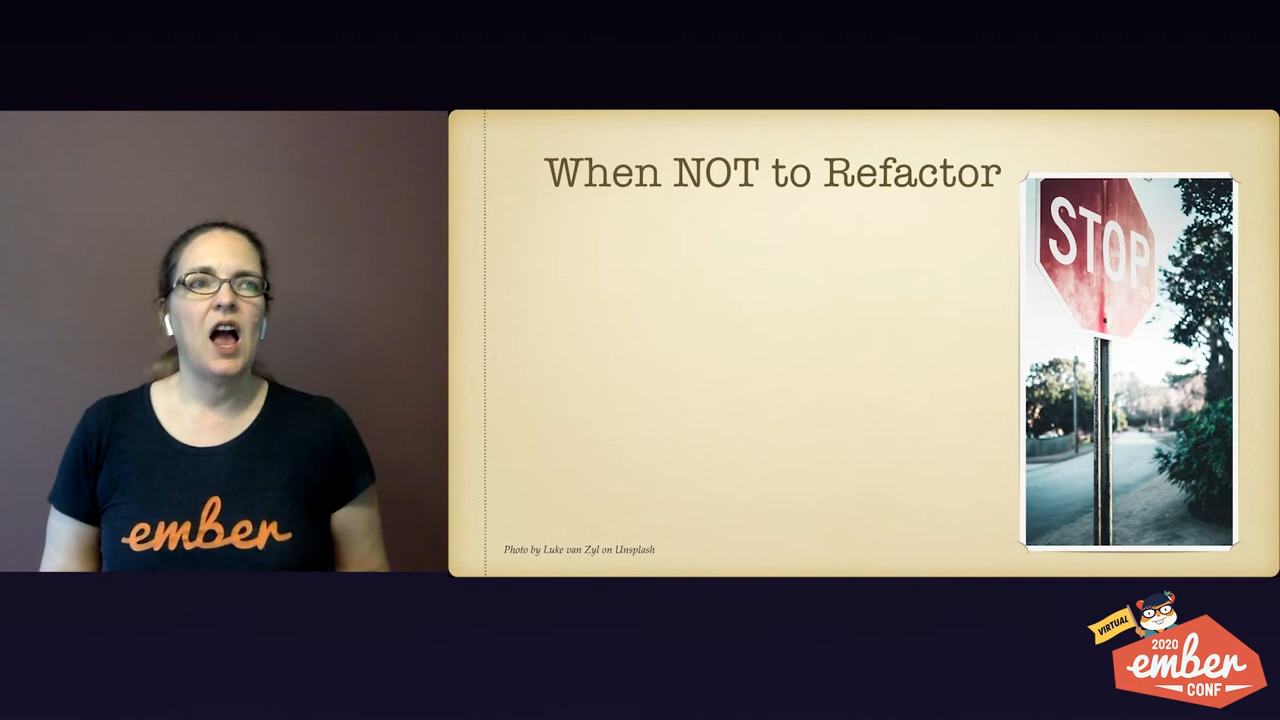 When NOT to Refactor
STOP
ember
Photo by Luke van Zyl on Unsplash
VIRTUAL
2020
ember
CONF